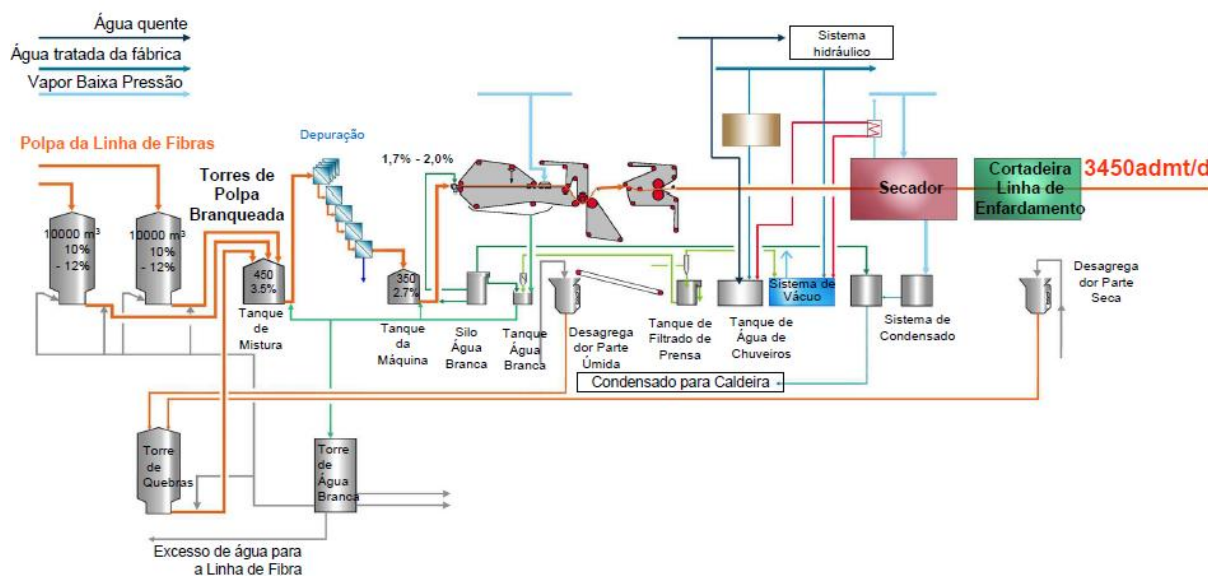 Água quente
Água tratada da fábrica
Vapor Baixa Pressão
Sistema
hidráulico
Polpa da Linha de Fibras
Depuração
1,7% - 2,0%
Torres de
Polpa
Branqueada
10000 m³
10%
- 12%
10000 m³
10%
- 12%
450
3.5%
Tanque
de
Mistura
350
2.7%
Tanque
da
Máquina
Silo
Água
Branca
Tanque
Água
Branca
Desagrega
dor Parte
Úmida
Tanque de
Filtrado de
Prensa
Tanque de
Água de
Chuveiros
Sistema de
Vácuo
Secador
Cortadeira
Linha de
Enfardamento
3450admt/d
Sistema de
Condensado
Desagrega
dor Parte
Seca
Condensado para Caldeira
Torre
de
Quebras
Torre
de
Água
Branca
Excesso de água para
a Linha de Fibra